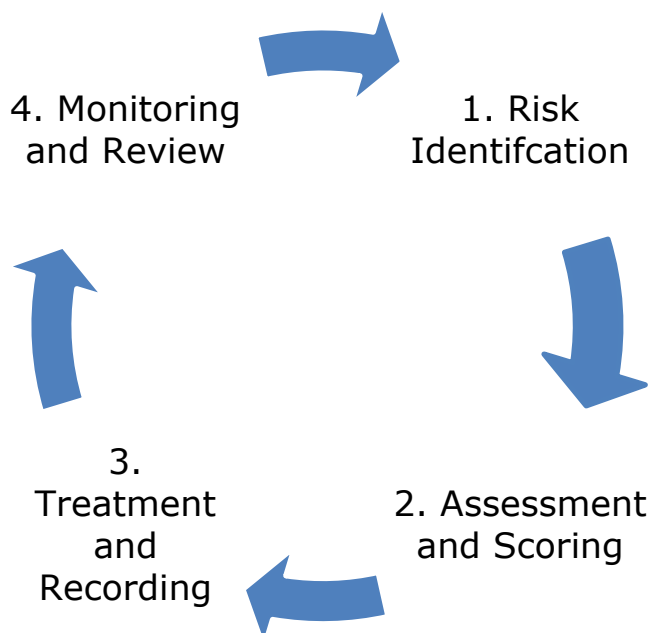 4. Monitoring
and Review
1. Risk
Identifcation
3.
Treatment
and
Recording
2. Assessment
and Scoring